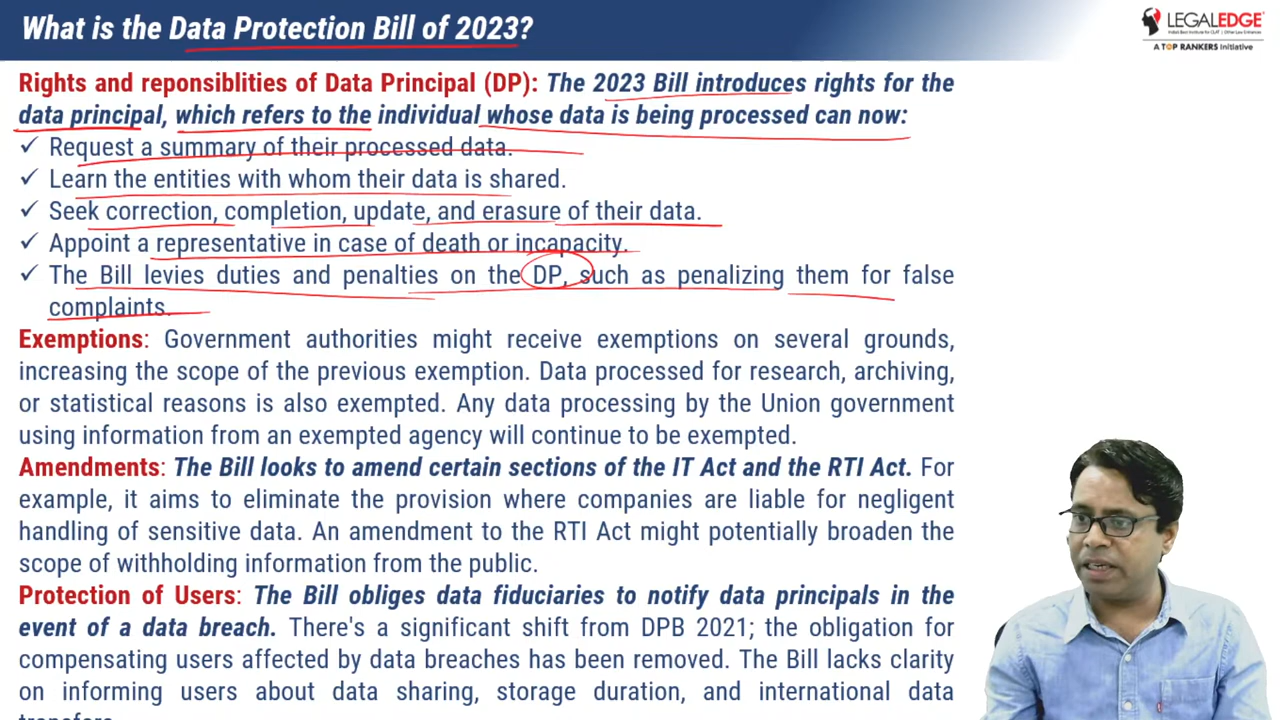 What is the Data Protection Bill of 2023?
LEGALEDGE
India's Best Institute for CLAT | Other Law Entrances
A TOP RANKERS Initiative
Rights and reponsiblities of Data Principal (DP): The 2023 Bill introduces rights for the
data principal, which refers to the individual whose data is being processed can now:
✓ Request a summary of their processed data.
✓ Learn the entities with whom their data is shared.
✓ Seek correction, completion, update, and erasure of their data.
✓ Appoint a representative in case of death or incapacity.
✓ The Bill levies duties and penalties on the DP, such as penalizing them for false
complaints.
Exemptions: Government authorities might receive exemptions on several grounds,
increasing the scope of the previous exemption. Data processed for research, archiving,
or statistical reasons is also exempted. Any data processing by the Union government
using information from an exempted agency will continue to be exempted.
Amendments: The Bill looks to amend certain sections of the IT Act and the RTI Act. For
example, it aims to eliminate the provision where companies are liable for negligent
handling of sensitive data. An amendment to the RTI Act might potentially broaden the
scope of withholding information from the public.
Protection of Users: The Bill obliges data fiduciaries to notify data principals in the
event of a data breach. There's a significant shift from DPB 2021; the obligation for
compensating users affected by data breaches has been removed. The Bill lacks clarity
on informing users about data sharing, storage duration, and international data